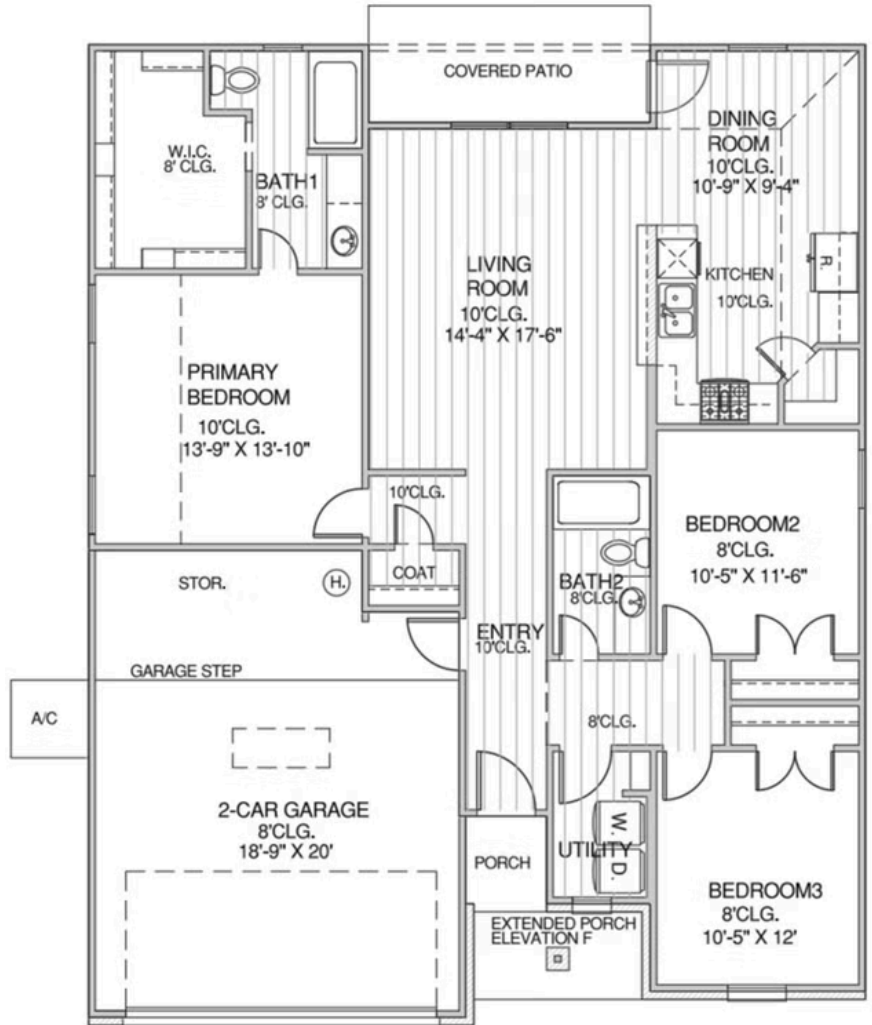 COVERED PATIO
W.I.C.
8' CLG.
BATH1
8' CLG.
DINING
ROOM
10'CLG.
10'-9" X 9'-4"
LIVING
ROOM
10'CLG.
14'-4" X 17'-6"
KITCHEN
10'CLG.
R.
PRIMARY
BEDROOM
10'CLG.
13'-9" X 13'-10"
10'CLG.
COAT
BEDROOM2
8'CLG.
10'-5" X 11'-6"
BATH2
8'CLG.
STOR.
H.
ENTRY
10'CLG.
GARAGE STEP
A/C
8'CLG.
2-CAR GARAGE
8'CLG.
18'-9" X 20'
W.
D.
UTILITY
PORCH
BEDROOM3
8'CLG.
10'-5" X 12'
EXTENDED PORCH
ELEVATION F